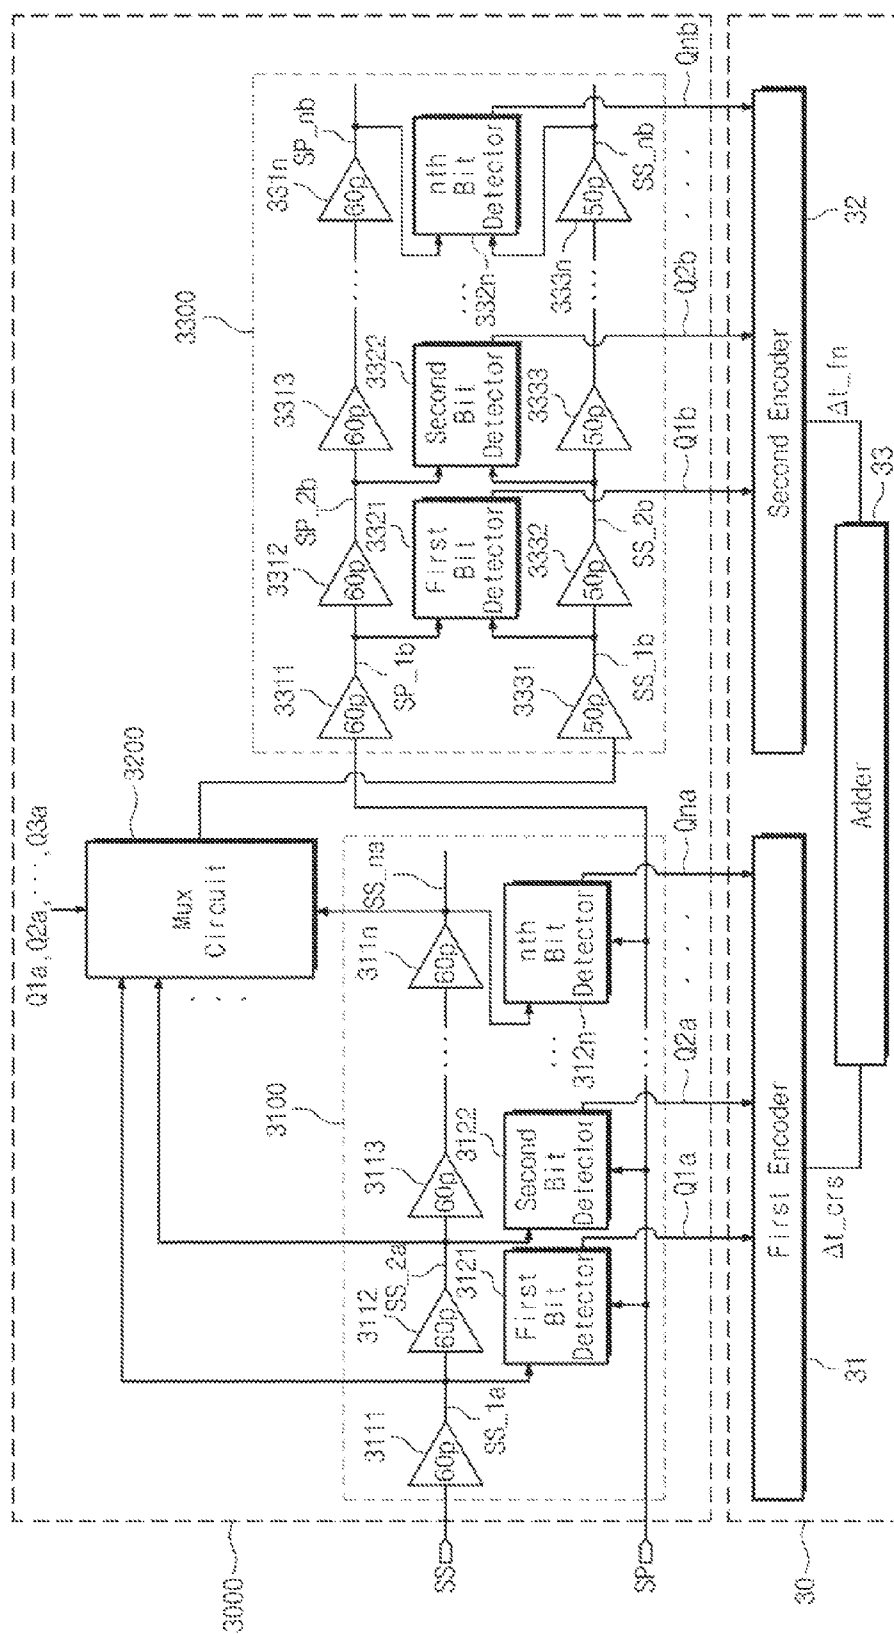 3000
SS
SP
3100
3111
60p
SS_1a
3112
60p
SS_2a
3113
60p
311n
60p
SS_na
3121
First
Bit
Detector
3122
Second
Bit
Detector
312n
nth
Bit
Detector
...
...
...
Q1a, Q2a, ···, Q3a
3200
Mux
Circuit
...
3300
3311
60p
SP_1b
3312
60p
SP_2b
3313
60p
...
331n
60p
SP_nb
3321
First
Bit
Detector
3322
Second
Bit
Detector
...
332n
nth
Bit
Detector
3331
50p
SS_1b
3332
50p
SS_2b
3333
50p
...
333n
50p
SS_nb
Q1a
Q2a
...
Qna
Q1b
Q2b
...
Qnb
30
31
First Encoder
Δt_crs
32
Second Encoder
Δt_fn
33
Adder